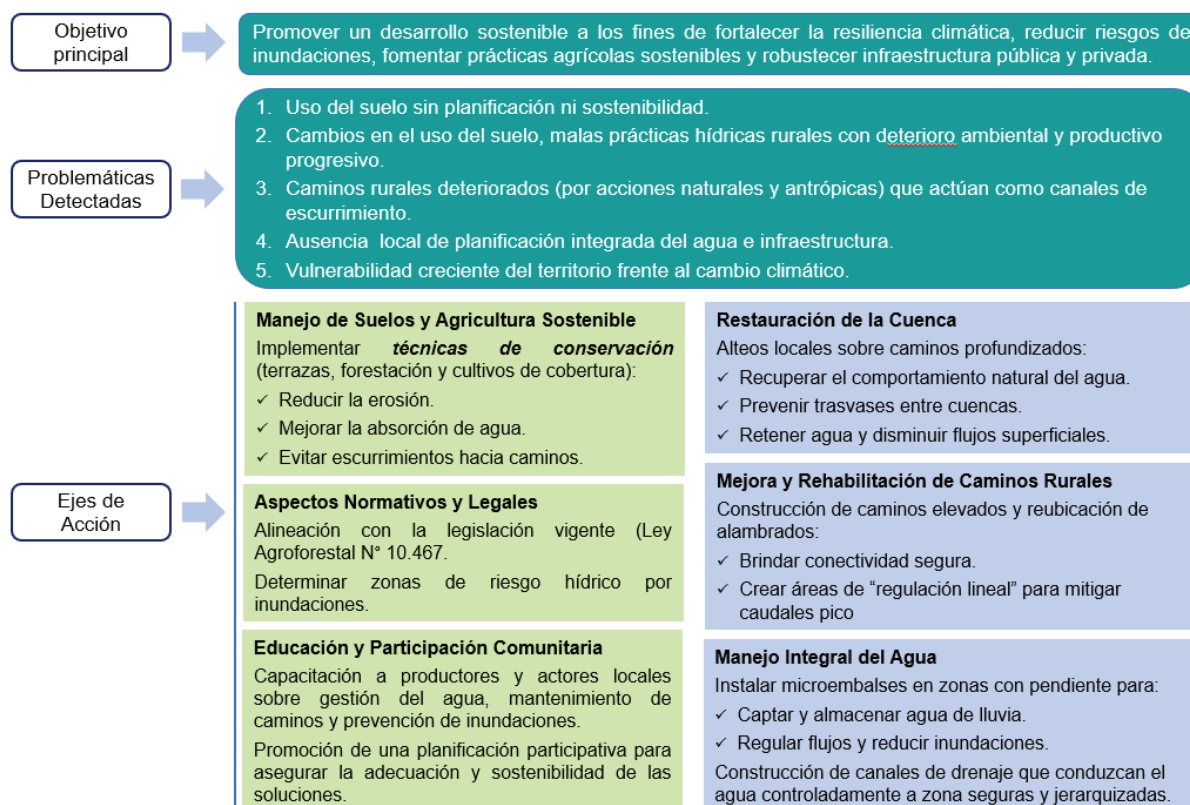 Objetivo
principal
Promover un desarrollo sostenible a los fines de fortalecer la resiliencia climática, reducir riesgos de
inundaciones, fomentar prácticas agrícolas sostenibles y robustecer infraestructura pública y privada.
Problemáticas
Detectadas
1. Uso del suelo sin planificación ni sostenibilidad.
2. Cambios en el uso del suelo, malas prácticas hídricas rurales con deterioro ambiental y productivo
progresivo.
3. Caminos rurales deteriorados (por acciones naturales y antrópicas) que actúan como canales de
escurrimiento.
4. Ausencia local de planificación integrada del agua e infraestructura.
5. Vulnerabilidad creciente del territorio frente al cambio climático.
Ejes de
Acción
Manejo de Suelos y Agricultura Sostenible
Implementar técnicas de conservación
(terrazas, forestación y cultivos de cobertura):
✓ Reducir la erosión.
✓ Mejorar la absorción de agua.
✓ Evitar escurrimientos hacia caminos.
Aspectos Normativos y Legales
Alineación con la legislación vigente (Ley
Agroforestal N° 10.467.
Determinar zonas de riesgo hídrico por
inundaciones.
Educación y Participación Comunitaria
Capacitación a productores y actores locales
sobre gestión del agua, mantenimiento de
caminos y prevención de inundaciones.
Promoción de una planificación participativa para
asegurar la adecuación y sostenibilidad de las
soluciones.
Restauración de la Cuenca
Alteos locales sobre caminos profundizados:
✓ Recuperar el comportamiento natural del agua.
✓ Prevenir trasvases entre cuencas.
✓ Retener agua y disminuir flujos superficiales.
Mejora y Rehabilitación de Caminos Rurales
Construcción de caminos elevados y reubicación de
alambrados:
✓ Brindar conectividad segura.
✓ Crear áreas de “regulación lineal” para mitigar
caudales pico
Manejo Integral del Agua
Instalar microembalses en zonas con pendiente para:
✓ Captar y almacenar agua de lluvia.
✓ Regular flujos y reducir inundaciones.
Construcción de canales de drenaje que conduzcan el
agua controladamente a zona seguras y jerarquizadas.